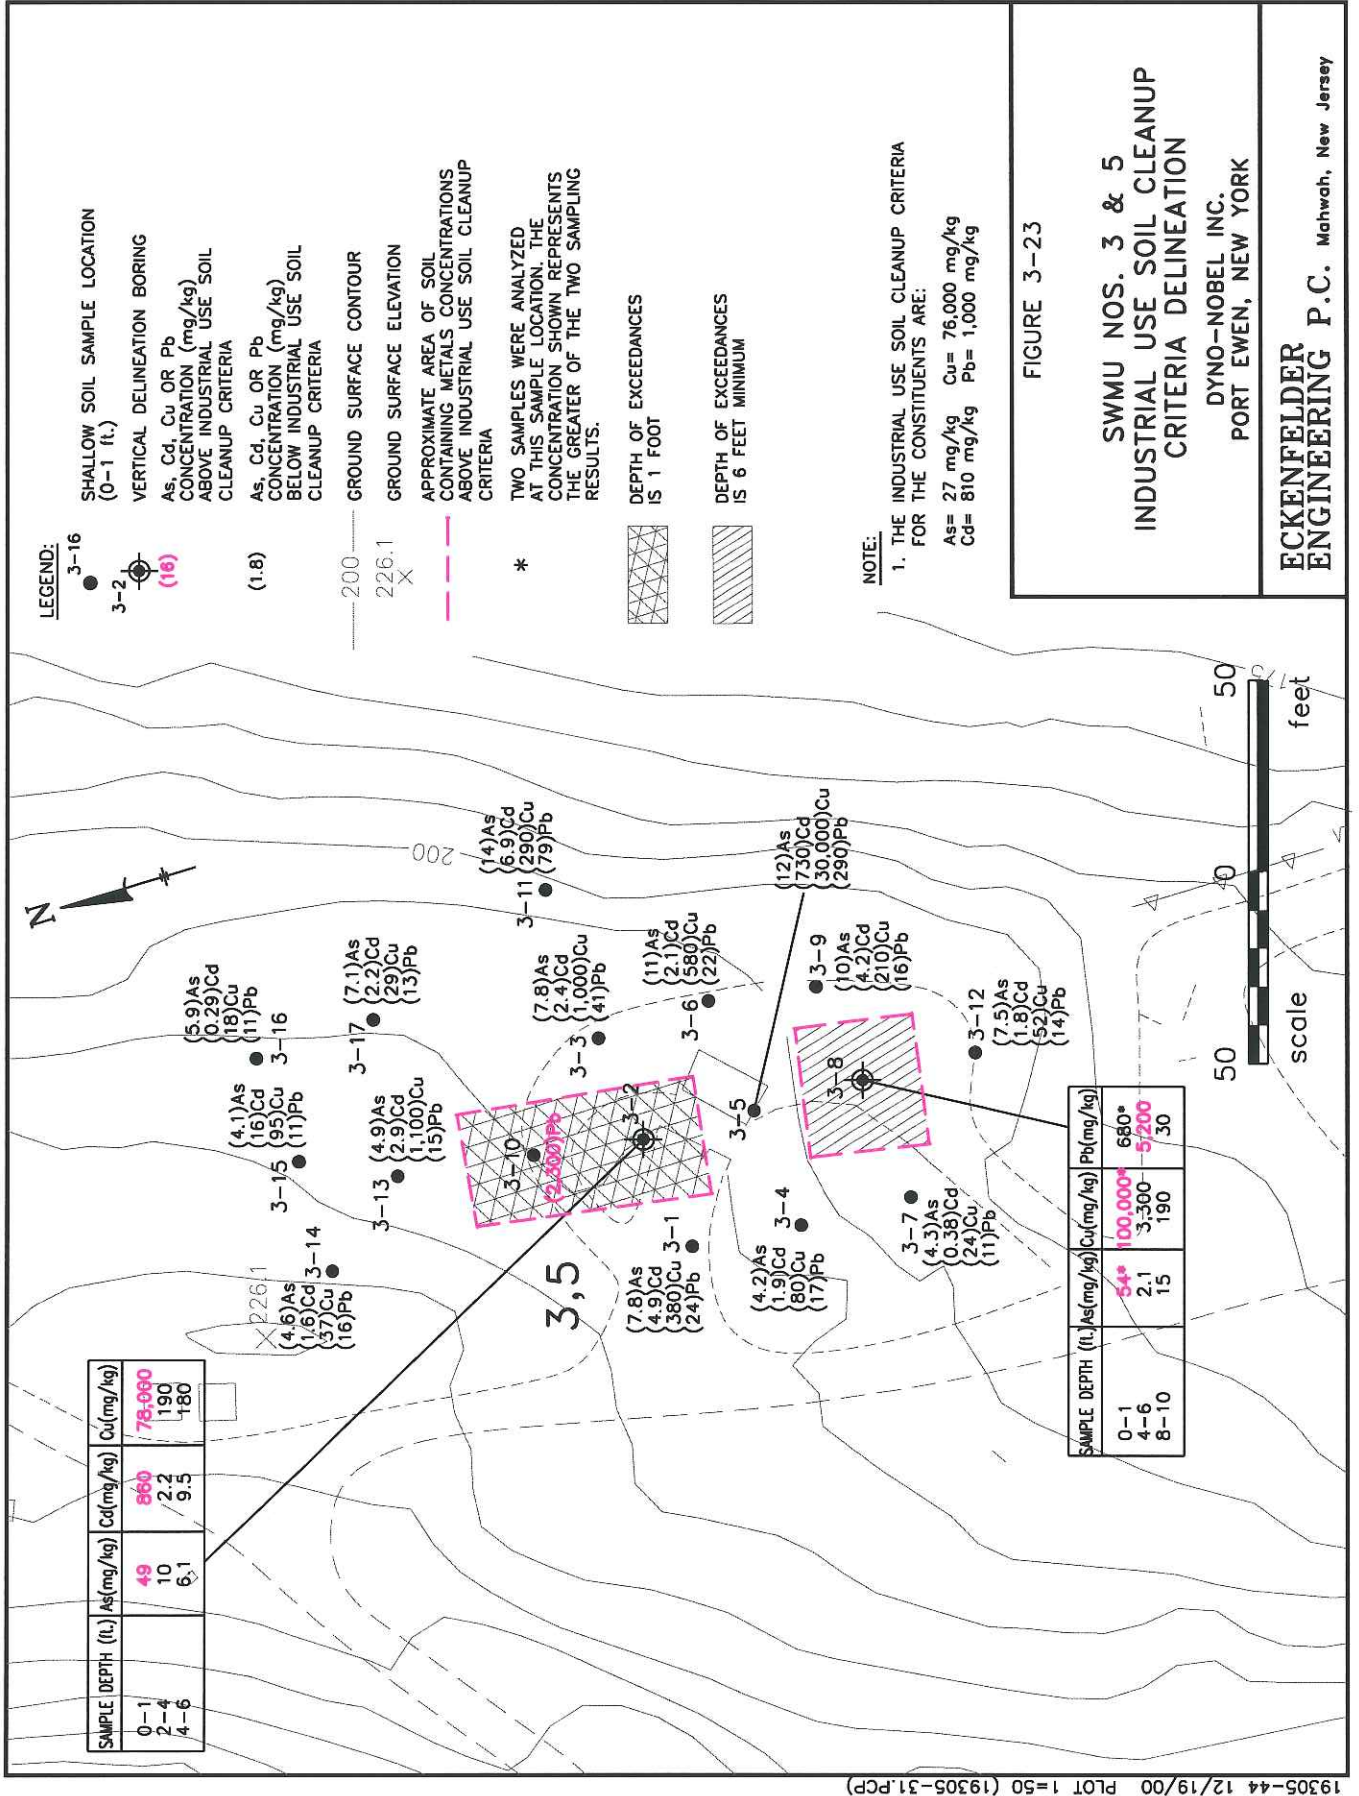 LEGEND:
3-16
SHALLOW SOIL SAMPLE LOCATION
(0-1 ft.)
3-2
VERTICAL DELINEATION BORING
(16)
As, Cd, Cu OR Pb
CONCENTRATION (mg/kg)
ABOVE INDUSTRIAL USE SOIL
CLEANUP CRITERIA
(1.8)
As, Cd, Cu OR Pb
CONCENTRATION (mg/kg)
BELOW INDUSTRIAL USE SOIL
CLEANUP CRITERIA
200
GROUND SURFACE CONTOUR
226.1
X
GROUND SURFACE ELEVATION
APPROXIMATE AREA OF SOIL
CONTAINING METALS CONCENTRATIONS
ABOVE INDUSTRIAL USE SOIL CLEANUP
CRITERIA
*
TWO SAMPLES WERE ANALYZED
AT THIS SAMPLE LOCATION. THE
CONCENTRATION SHOWN REPRESENTS
THE GREATER OF THE TWO SAMPLING
RESULTS.
DEPTH OF EXCEEDANCES
IS 1 FOOT
DEPTH OF EXCEEDANCES
IS 6 FEET MINIMUM
NOTE:
1. THE INDUSTRIAL USE SOIL CLEANUP CRITERIA
FOR THE CONSTITUENTS ARE:
As= 27 mg/kg Cu= 76,000 mg/kg
Cd= 810 mg/kg Pb= 1,000 mg/kg
FIGURE 3-23
SWMU NOS. 3 & 5
INDUSTRIAL USE SOIL CLEANUP
CRITERIA DELINEATION
DYNO-NOBEL INC.
PORT EWEN, NEW YORK
ECKENFELDER
ENGINEERING P.C. Mahwah, New Jersey
N
SAMPLE DEPTH (ft.) As(mg/kg) Cd(mg/kg) Cu(mg/kg)
0-1 49 860 78,000
2-4 10 2.2 190
4-6 6.1 9.5 180
X 226.1
(4.6)As
(1.6)Cd
(37)Cu
(16)Pb
3-14
3-15
(4.1)As
(16)Cd
(95)Cu
(11)Pb
(5.9)As
(0.29)Cd
(18)Cu
(11)Pb
3-16
3-17
(7.1)As
(2.2)Cd
(29)Cu
(13)Pb
3-13
(4.9)As
(2.9)Cd
(1,100)Cu
(15)Pb
200
3-11
(14)As
(6.9)Cd
(290)Cu
(79)Pb
3-10
(2,300)Pb
3-2
3-3
(7.8)As
(2.4)Cd
(1,000)Cu
(41)Pb
3,5
(7.8)As
(4.9)Cd
(380)Cu
(24)Pb
3-1
3-6
(11)As
(2.1)Cd
(580)Cu
(22)Pb
3-5
(12)As
(730)Cd
(30,000)Cu
(290)Pb
(4.2)As
(1.9)Cd
(80)Cu
(17)Pb
3-4
3-8
3-9
(10)As
(4.2)Cd
(210)Cu
(16)Pb
3-7
(4.3)As
(0.38)Cd
(24)Cu
(11)Pb
3-12
(7.5)As
(1.8)Cd
(52)Cu
(14)Pb
SAMPLE DEPTH (ft.) As(mg/kg) Cu(mg/kg) Pb(mg/kg)
0-1 54* 100,000* 680*
4-6 2.1 3,300 5,200
8-10 15 190 30
175
50 0 50
scale feet
19305-44 12/19/00 PLOT 1=50 (19305-31.PCP)